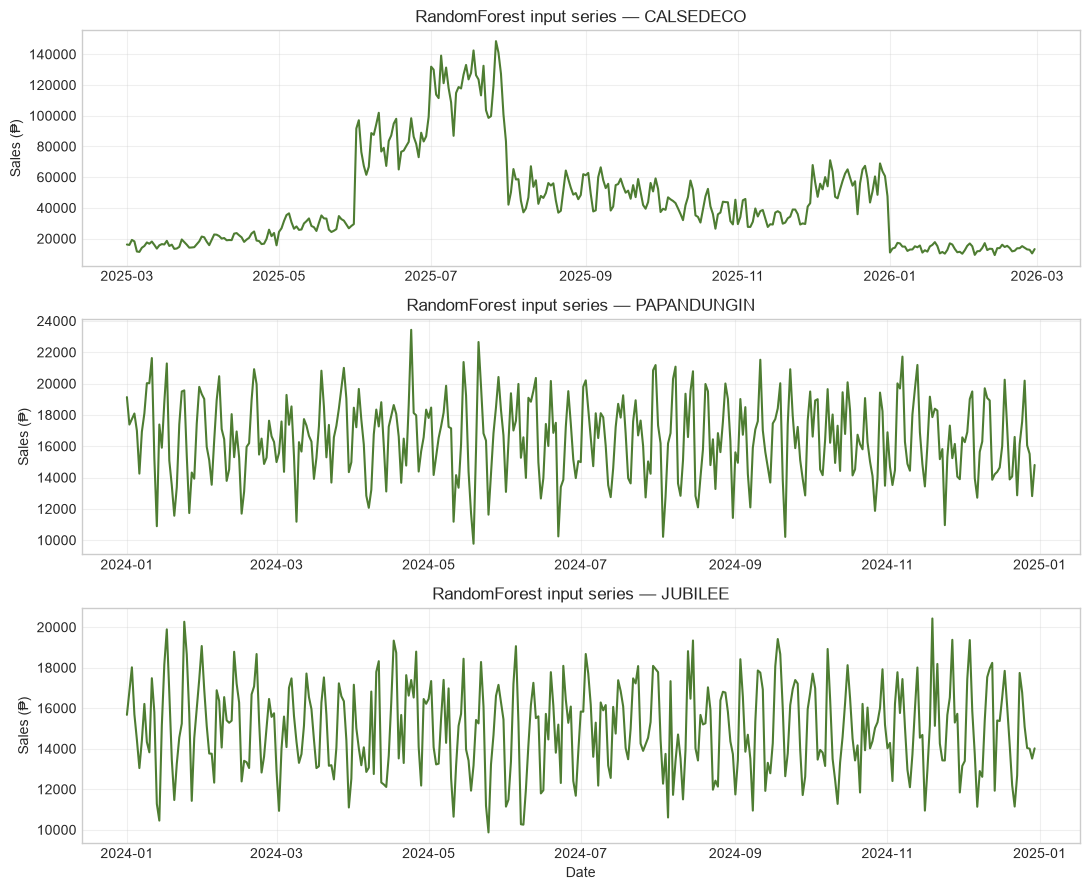 RandomForest input series — CALSEDECO
Sales (₱)
140000
120000
100000
80000
60000
40000
20000
2025-03 2025-05 2025-07 2025-09 2025-11 2026-01 2026-03
RandomForest input series — PAPANDUNGIN
Sales (₱)
24000
22000
20000
18000
16000
14000
12000
10000
2024-01 2024-03 2024-05 2024-07 2024-09 2024-11 2025-01
RandomForest input series — JUBILEE
Sales (₱)
20000
18000
16000
14000
12000
10000
2024-01 2024-03 2024-05 2024-07 2024-09 2024-11 2025-01
Date